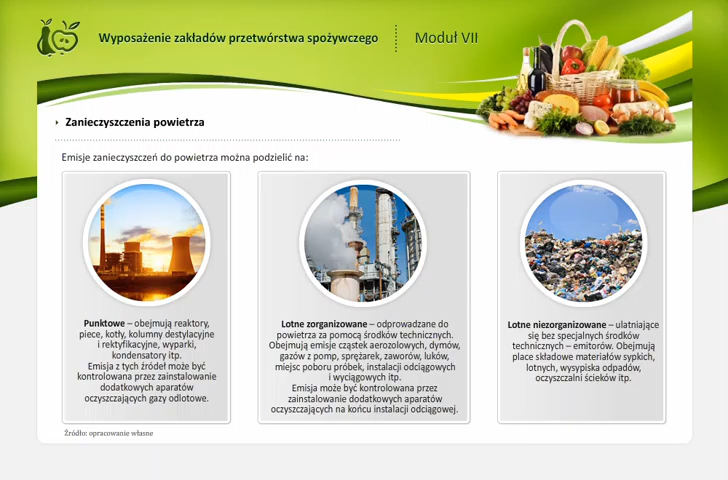 Wyposażenie zakładów przetwórstwa spożywczego
Moduł VII
Zanieczyszczenia powietrza
Emisje zanieczyszczeń do powietrza można podzielić na:
Punktowe – obejmują reaktory,
piece, kotły, kolumny destylacyjne
i rektyfikacyjne, wyparki,
kondensatory itp.
Emisja z tych źródeł może być
kontrolowana przez zainstalowanie
dodatkowych aparatów
oczyszczających gazy odlotowe.
Lotne zorganizowane – odprowadzane do
powietrza za pomocą środków technicznych.
Obejmują emisje cząstek aerozolowych, dymów,
gazów z pomp, sprężarek, zaworów, luków,
miejsc poboru próbek, instalacji odciągowych
i wyciągowych itp.
Emisja może być kontrolowana przez
zainstalowanie dodatkowych aparatów
oczyszczających na końcu instalacji odciągowej.
Lotne niezorganizowane – ulatniające
się bez specjalnych środków
technicznych – emitorów. Obejmują
place składowe materiałów sypkich,
lotnych, wysypiska odpadów,
oczyszczalni ścieków itp.
Źródło: opracowanie własne